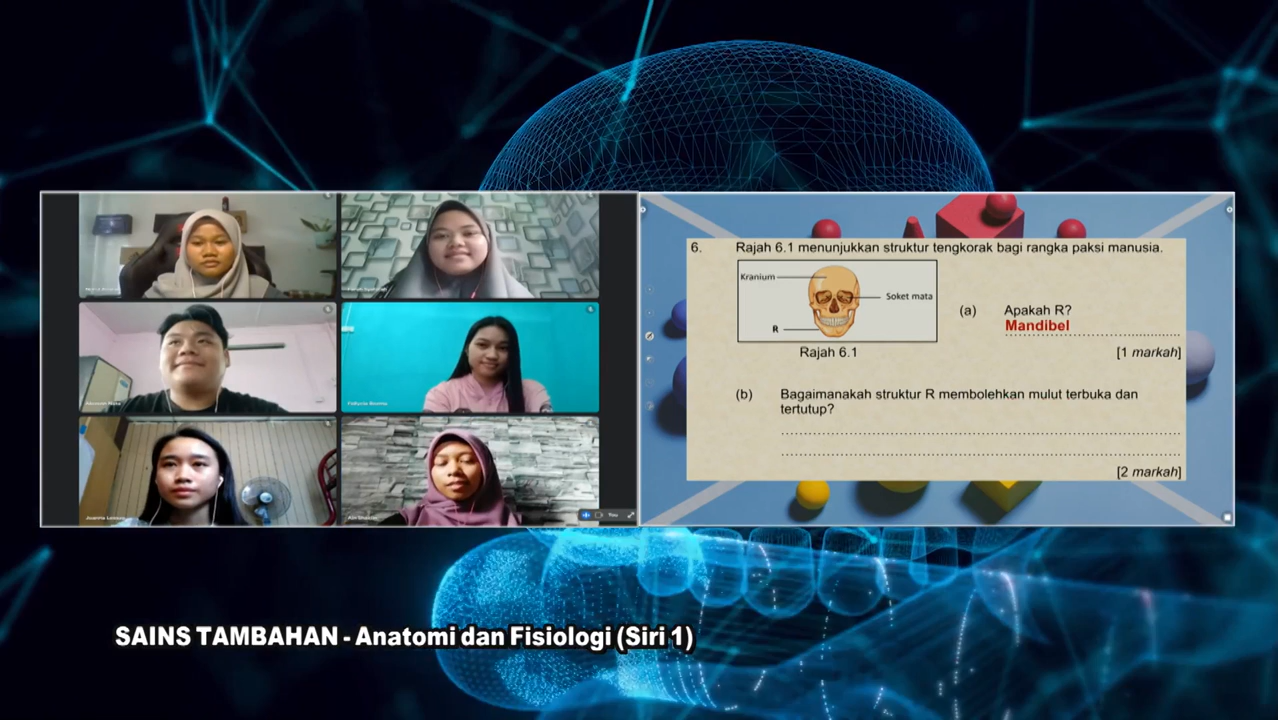 6. Rajah 6.1 menunjukkan struktur tengkorak bagi rangka paksi manusia.
Kranium
Soket mata
R
Rajah 6.1
(a) Apakah R?
Mandibel
[1 markah]
(b) Bagaimanakah struktur R membolehkan mulut terbuka dan
tertutup?
[2 markah]
You
SAINS TAMBAHAN - Anatomi dan Fisiologi (Siri 1)